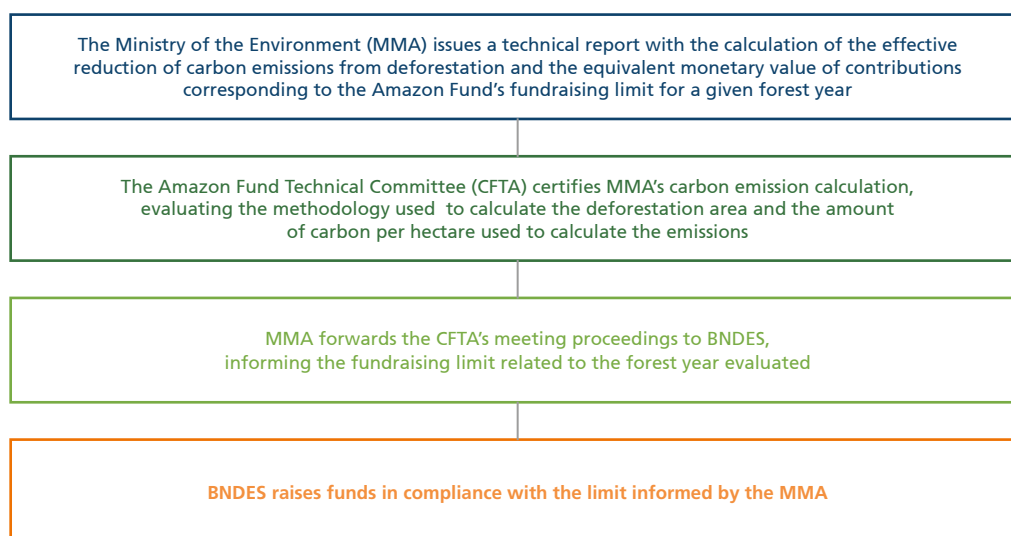 The Ministry of the Environment (MMA) issues a technical report with the calculation of the effective
reduction of carbon emissions from deforestation and the equivalent monetary value of contributions
corresponding to the Amazon Fund's fundraising limit for a given forest year
The Amazon Fund Technical Committee (CFTA) certifies MMA's carbon emission calculation,
evaluating the methodology used to calculate the deforestation area and the amount
of carbon per hectare used to calculate the emissions
MMA forwards the CFTA's meeting proceedings to BNDES,
informing the fundraising limit related to the forest year evaluated
BNDES raises funds in compliance with the limit informed by the MMA